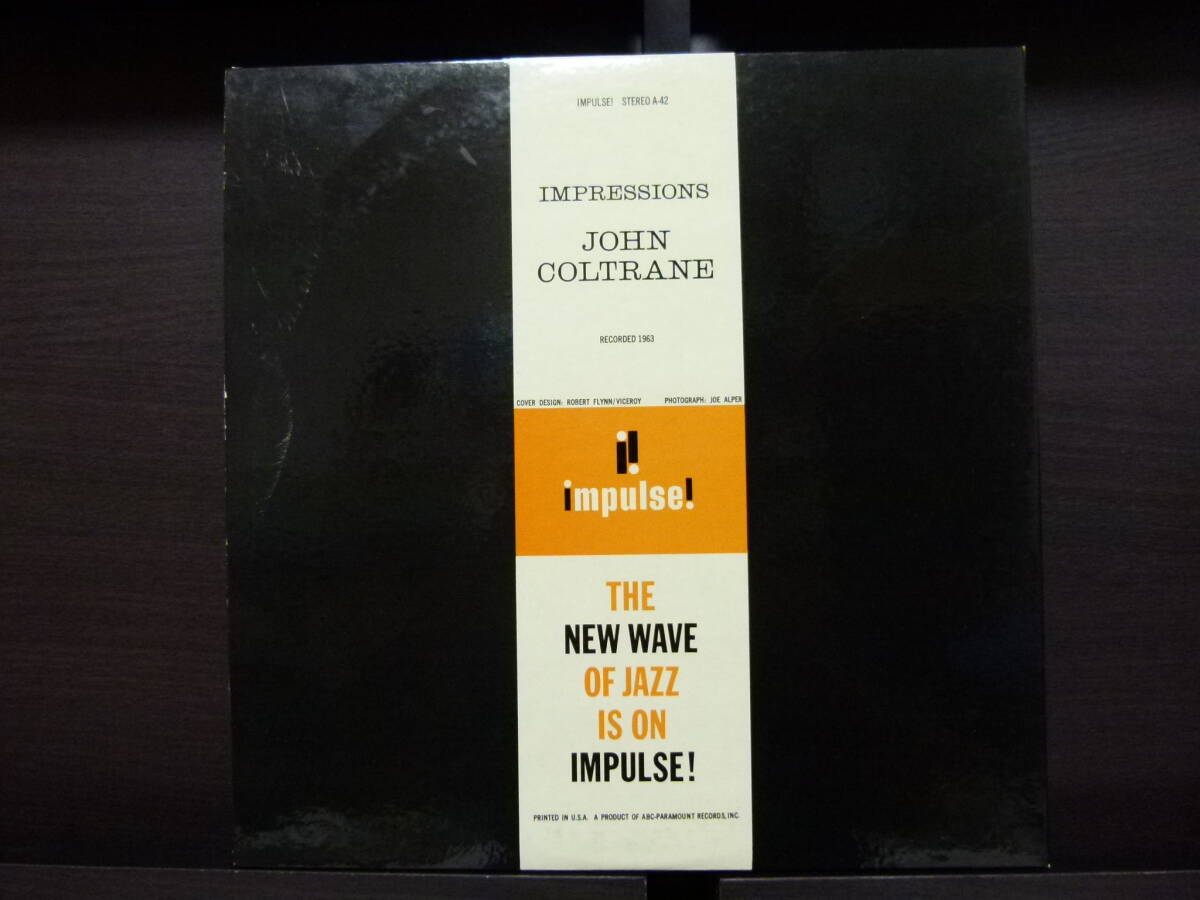 IMPULSE! STEREO A-42
IMPRESSIONS
JOHN
COLTRANE
RECORDED 1963
COVER DESIGN: ROBERT FLYNN/VICEROY PHOTOGRAPH: JOE ALPER
impulse!
THE
NEW WAVE
OF JAZZ
IS ON
IMPULSE!
PRINTED IN U.S.A. A PRODUCT OF ABC-PARAMOUNT RECORDS, INC.